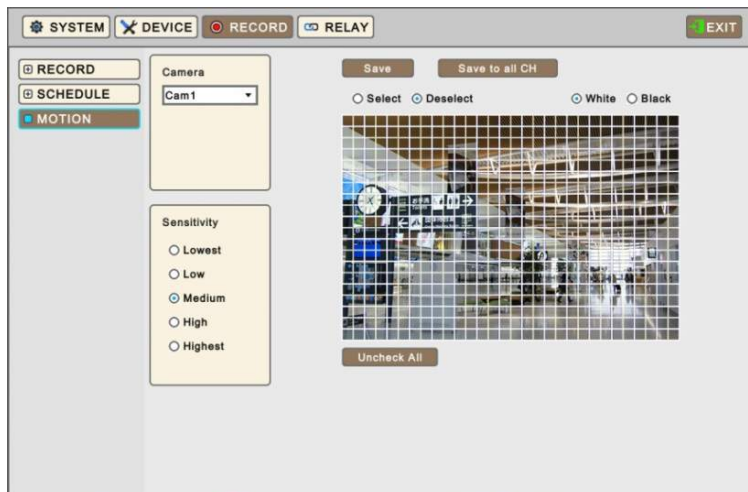 SYSTEM DEVICE RECORD RELAY EXIT
RECORD
SCHEDULE
MOTION
Camera
Cam1
Sensitivity
Lowest
Low
Medium
High
Highest
Save Save to all CH
Select Deselect White Black
Uncheck All